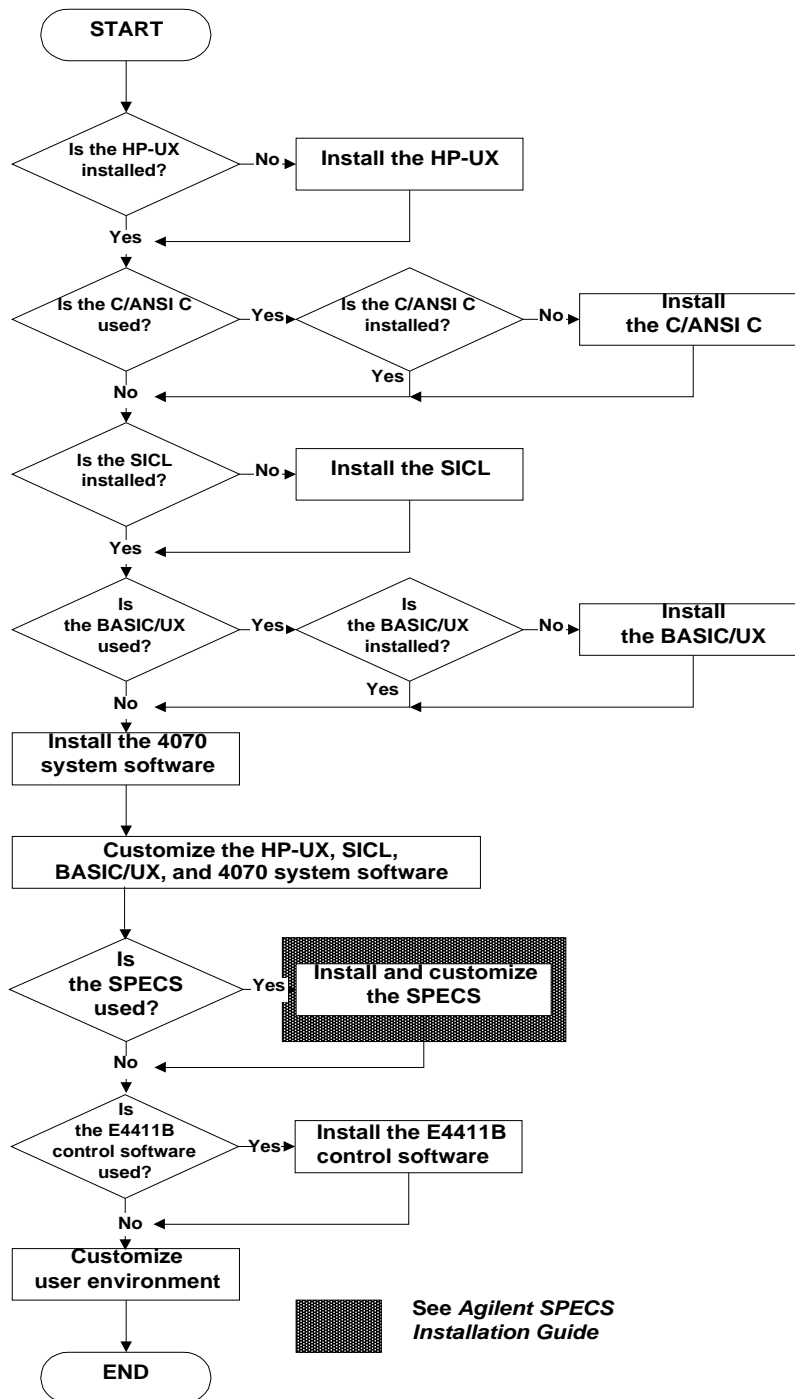 START
Is the HP-UX
installed?
No
Install the HP-UX
Yes
Is the C/ANSI C
used?
Yes
Is the C/ANSI C
installed?
No
Install
the C/ANSI C
Yes
No
Is the SICL
installed?
No
Install the SICL
Yes
Is
the BASIC/UX
used?
Yes
Is
the BASIC/UX
installed?
No
Install
the BASIC/UX
Yes
No
Install the 4070
system software
Customize the HP-UX, SICL,
BASIC/UX, and 4070 system software
Is
the SPECS
used?
Yes
Install and customize
the SPECS
No
Is
the E4411B
control software
used?
Yes
Install the E4411B
control software
No
Customize
user environment
See Agilent SPECS
Installation Guide
END